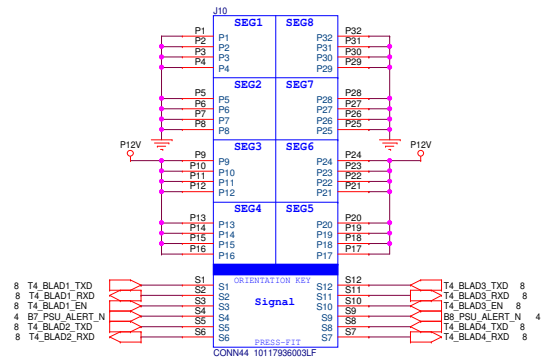 J10
SEG1 SEG8
P1 P1 P32 P32
P2 P2 P31 P31
P3 P3 P30 P30
P4 P4 P29 P29
SEG2 SEG7
P5 P5 P28 P28
P6 P6 P27 P27
P7 P7 P26 P26
P8 P8 P25 P25
P12V SEG3 SEG6 P12V
P9 P9 P24 P24
P10 P10 P23 P23
P11 P11 P22 P22
P12 P12 P21 P21
SEG4 SEG5
P13 P13 P20 P20
P14 P14 P19 P19
P15 P15 P18 P18
P16 P16 P17 P17
ORIENTATION KEY
Signal
8 T4_BLAD1_TXD S1 S1 S12 S12 T4_BLAD3_TXD 8
8 T4_BLAD1_RXD S2 S2 S11 S11 T4_BLAD3_RXD 8
8 T4_BLAD1_EN S3 S3 S10 S10 T4_BLAD3_EN 8
4 B7_PSU_ALERT_N S4 S4 S9 S9 B8_PSU_ALERT_N 4
8 T4_BLAD2_TXD S5 S5 S8 S8 T4_BLAD4_TXD 8
8 T4_BLAD2_RXD S6 S6 S7 S7 T4_BLAD4_RXD 8
PRESS-FIT
CONN44 10117936003LF